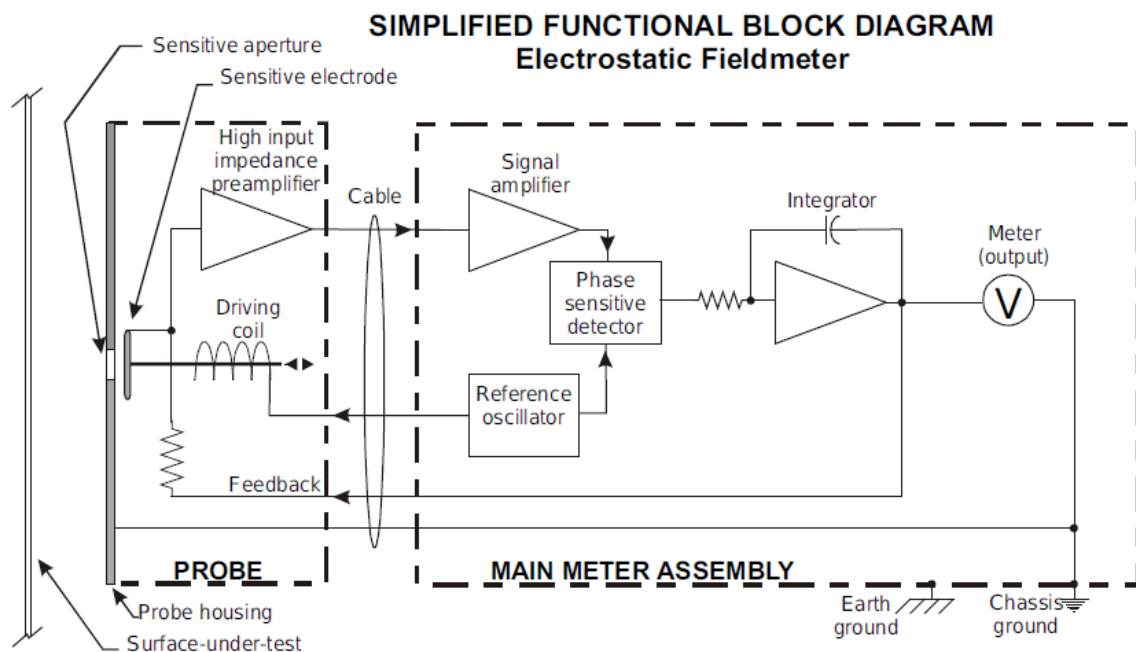 SIMPLIFIED FUNCTIONAL BLOCK DIAGRAM
Electrostatic Fieldmeter
Sensitive aperture
Sensitive electrode
High input
impedance
preamplifier
Cable
Signal
amplifier
Integrator
Meter
(output)
V
Phase
sensitive
detector
Driving
coil
Reference
oscillator
Feedback
PROBE
MAIN METER ASSEMBLY
Probe housing
Surface-under-test
Earth
ground
Chassis
ground